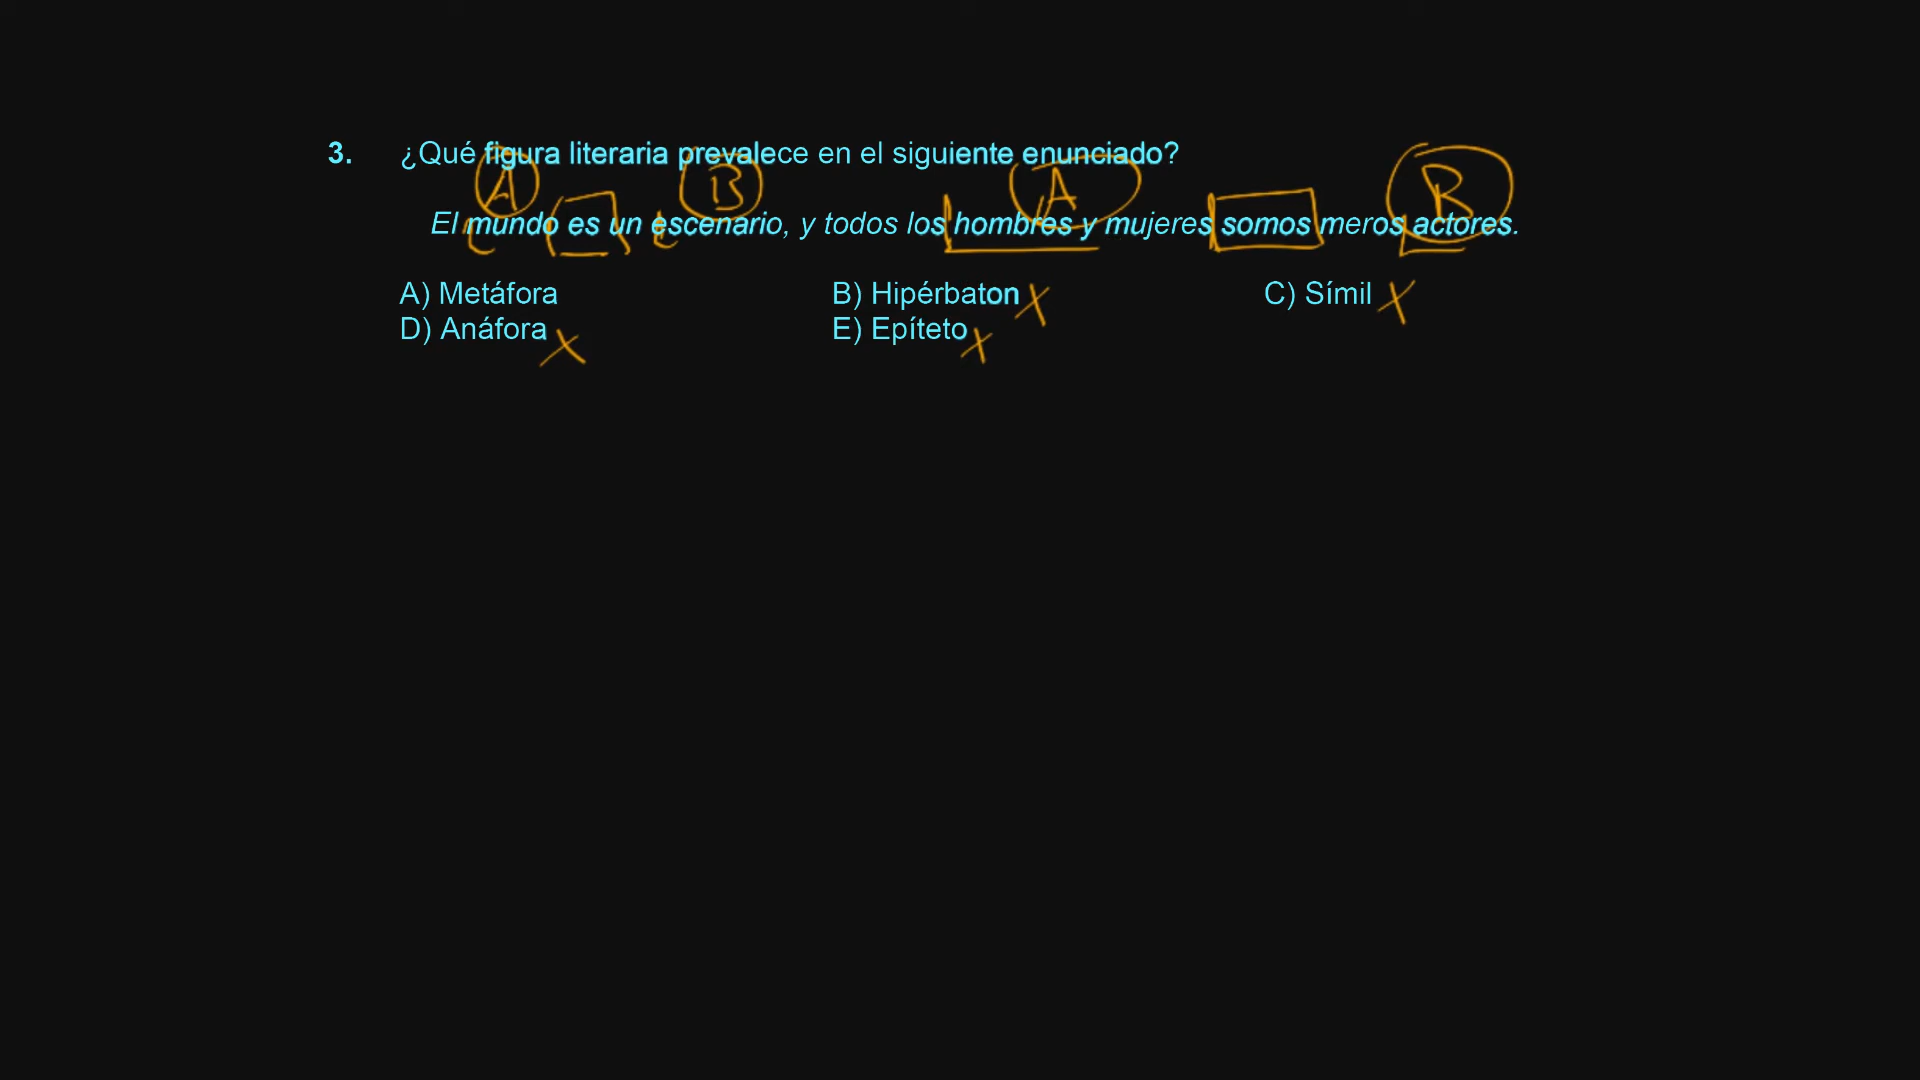 3. ¿Qué figura literaria prevalece en el siguiente enunciado?
A B A B
El mundo es un escenario, y todos los hombres y mujeres somos meros actores.
A) Metáfora B) Hipérbaton X C) Símil X
D) Anáfora X E) Epíteto X